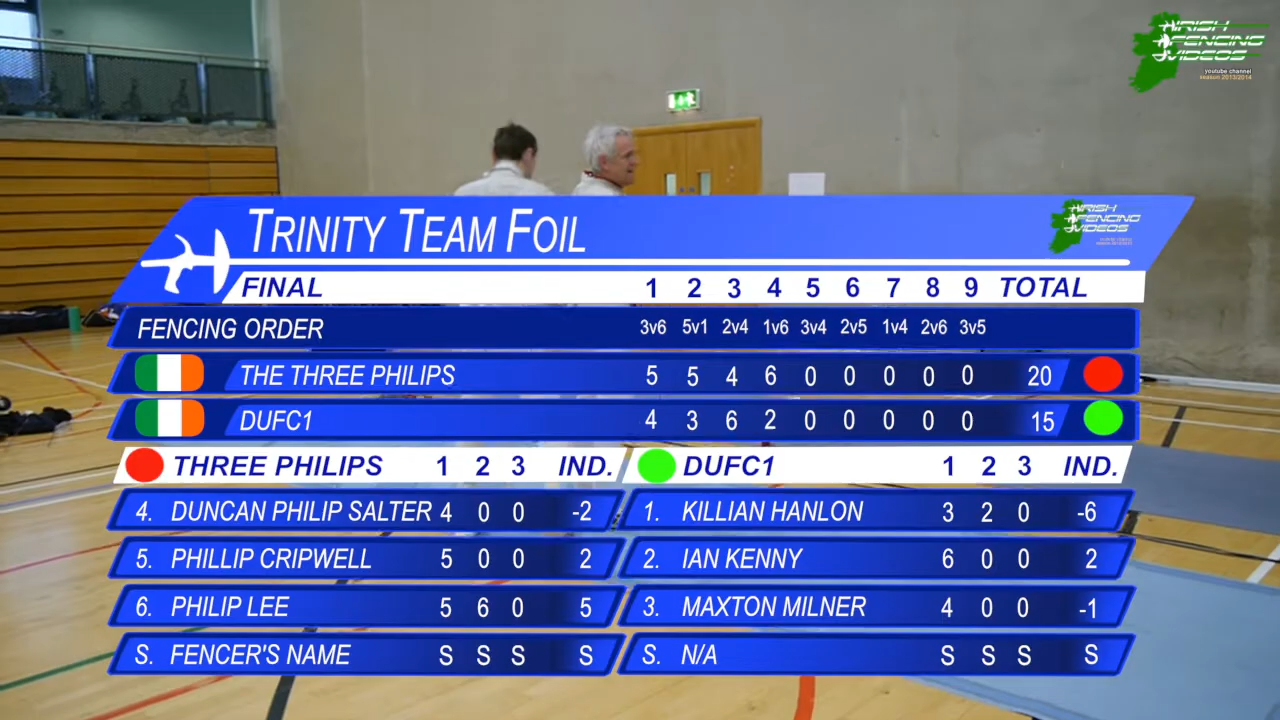 IRISH
FENCING
VIDEOS
youtube channel
season 2013/2014
TRINITY TEAM FOIL
IRISH
FENCING
VIDEOS
FINAL 1 2 3 4 5 6 7 8 9 TOTAL
FENCING ORDER 3v6 5v1 2v4 1v6 3v4 2v5 1v4 2v6 3v5
THE THREE PHILIPS 5 5 4 6 0 0 0 0 0 20
DUFC1 4 3 6 2 0 0 0 0 0 15
THREE PHILIPS 1 2 3 IND. DUFC1 1 2 3 IND.
4. DUNCAN PHILIP SALTER 4 0 0 -2 1. KILLIAN HANLON 3 2 0 -6
5. PHILLIP CRIPWELL 5 0 0 2 2. IAN KENNY 6 0 0 2
6. PHILIP LEE 5 6 0 5 3. MAXTON MILNER 4 0 0 -1
S. FENCER'S NAME S S S S S. N/A S S S S